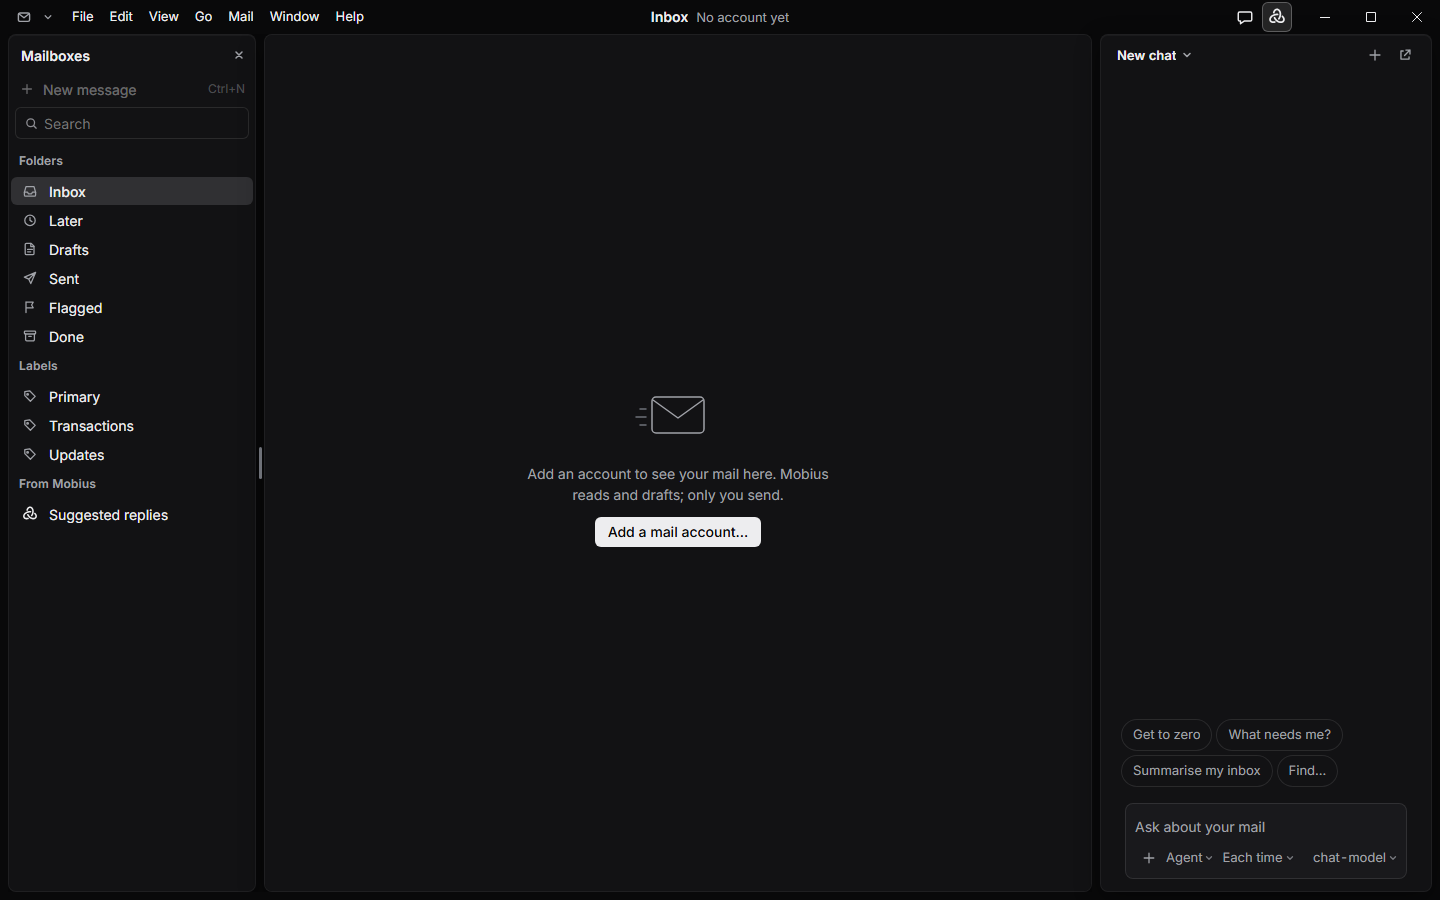 File Edit View Go Mail Window Help
Inbox No account yet
Mailboxes
New message Ctrl+N
Search
Folders
Inbox
Later
Drafts
Sent
Flagged
Done
Labels
Primary
Transactions
Updates
From Mobius
Suggested replies
Add an account to see your mail here. Mobius
reads and drafts; only you send.
Add a mail account...
New chat
Get to zero What needs me?
Summarise my inbox Find...
Ask about your mail
Agent Each time chat-model